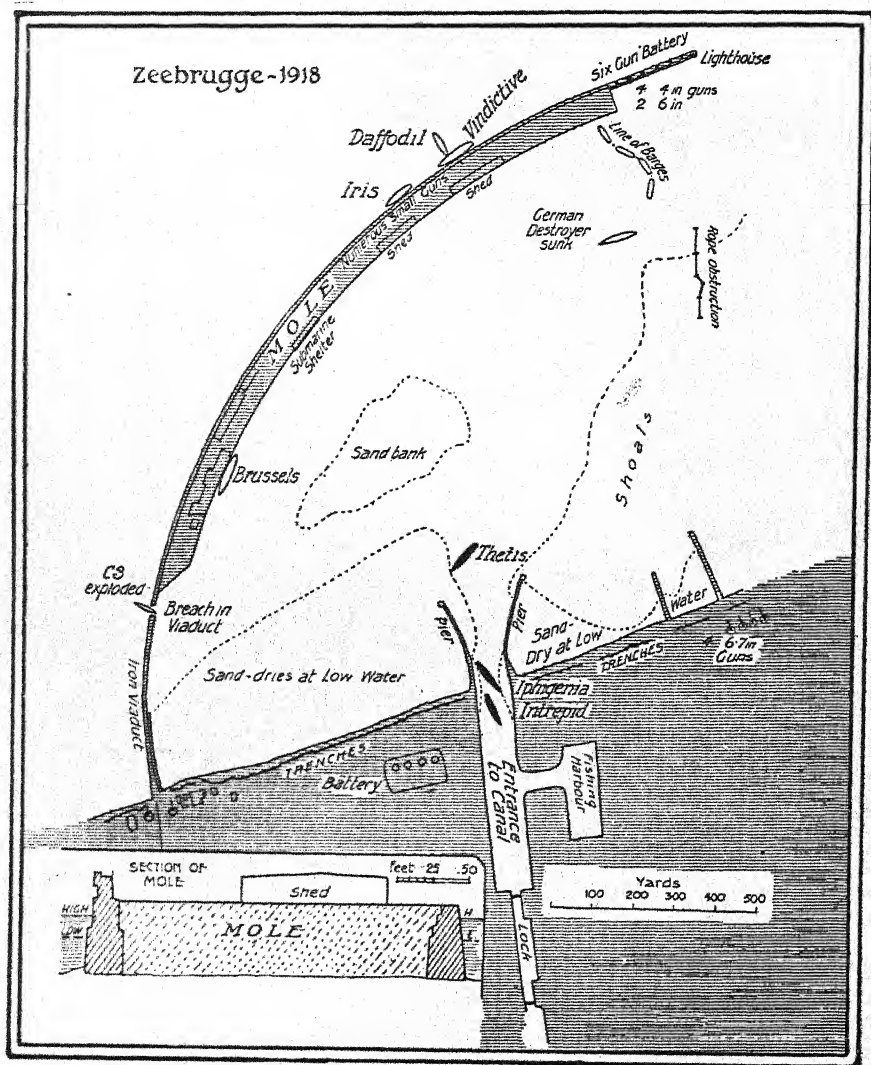 Zeebrugge-1918
Six Gun Battery
Lighthouse
4 4 in guns
2 6 in
Daffodil
Vindictive
Line of Barges
Iris
Numerous Small Guns
Shed
Shed
German
Destroyer
sunk
Rope obstruction
MOLE
Submarine
Shelter
Sand bank
Brussels
Shoals
Thetis
C3
exploded
Breach in
Viaduct
Pier
Pier
Sand-
Dry at Low
Water
TRENCHES
4
6·7 in
Guns
Iron Viaduct
Sand-dries at Low Water
Iphigenia
Intrepid
TRENCHES
Battery
Entrance
to Canal
Fishing
Harbour
SECTION OF
MOLE
Feet 25 50
Shed
HIGH
LOW
MOLE
H
L
Lock
Yards
100 200 300 400 500